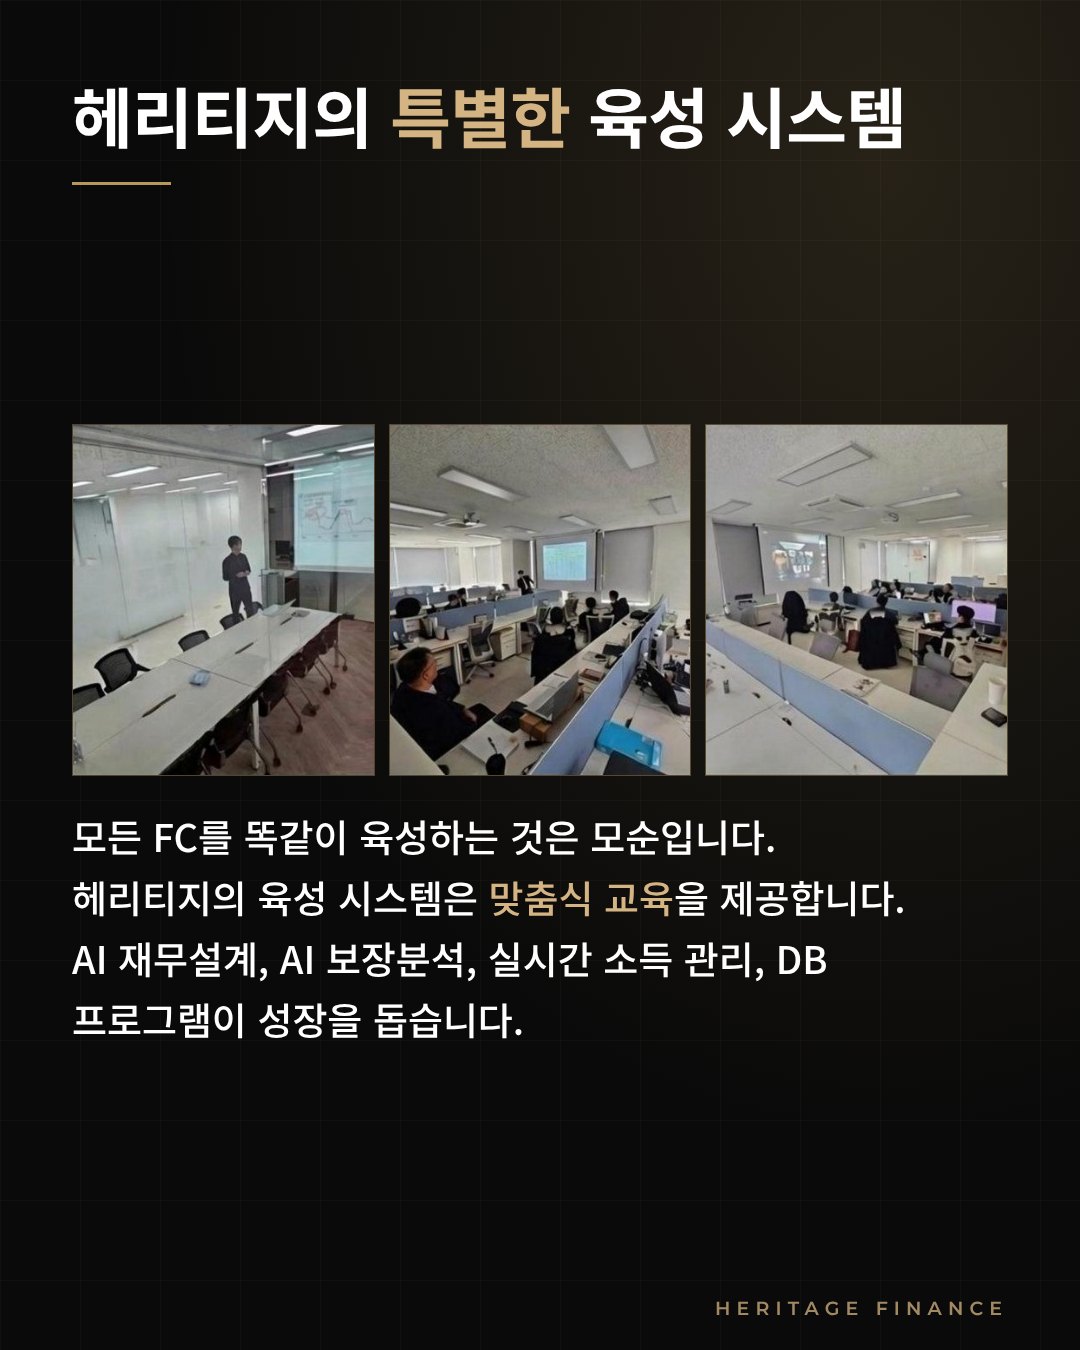 헤리티지의 특별한 육성 시스템
모든 FC를 똑같이 육성하는 것은 모순입니다.
헤리티지의 육성 시스템은 맞춤식 교육을 제공합니다.
AI 재무설계, AI 보장분석, 실시간 소득 관리, DB
프로그램이 성장을 돕습니다.
HERITAGE FINANCE